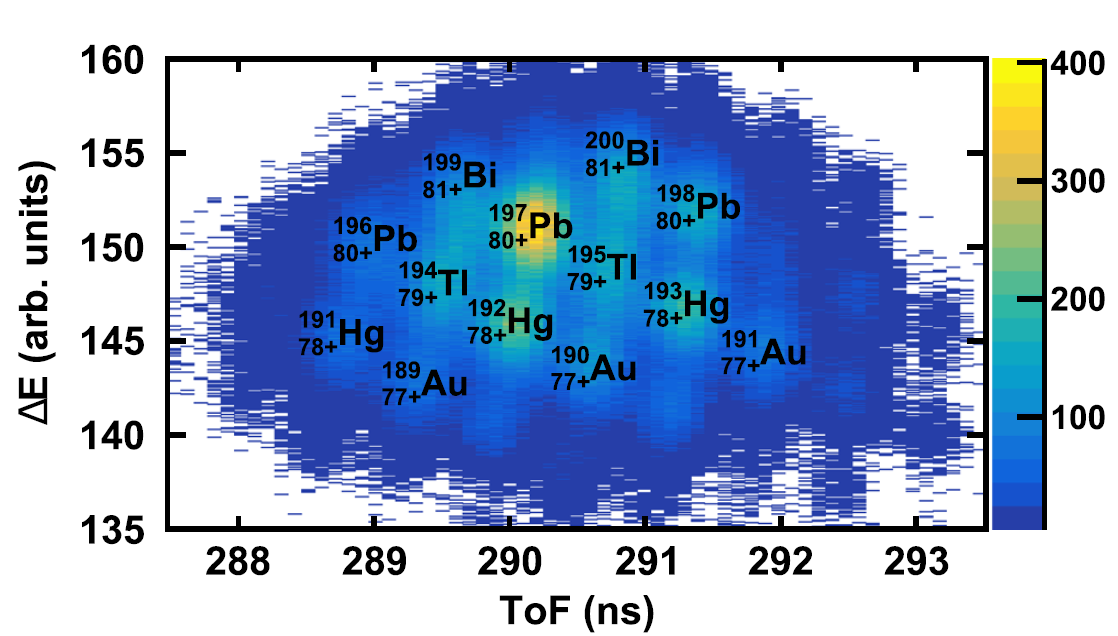 160
155
150
145
140
135
ΔE (arb. units)
288
289
290
291
292
293
ToF (ns)
400
300
200
100
200
81+Bi
199
81+Bi
198
80+Pb
197
80+Pb
196
80+Pb
195
79+Tl
194
79+Tl
193
78+Hg
192
78+Hg
191
78+Hg
191
77+Au
190
77+Au
189
77+Au